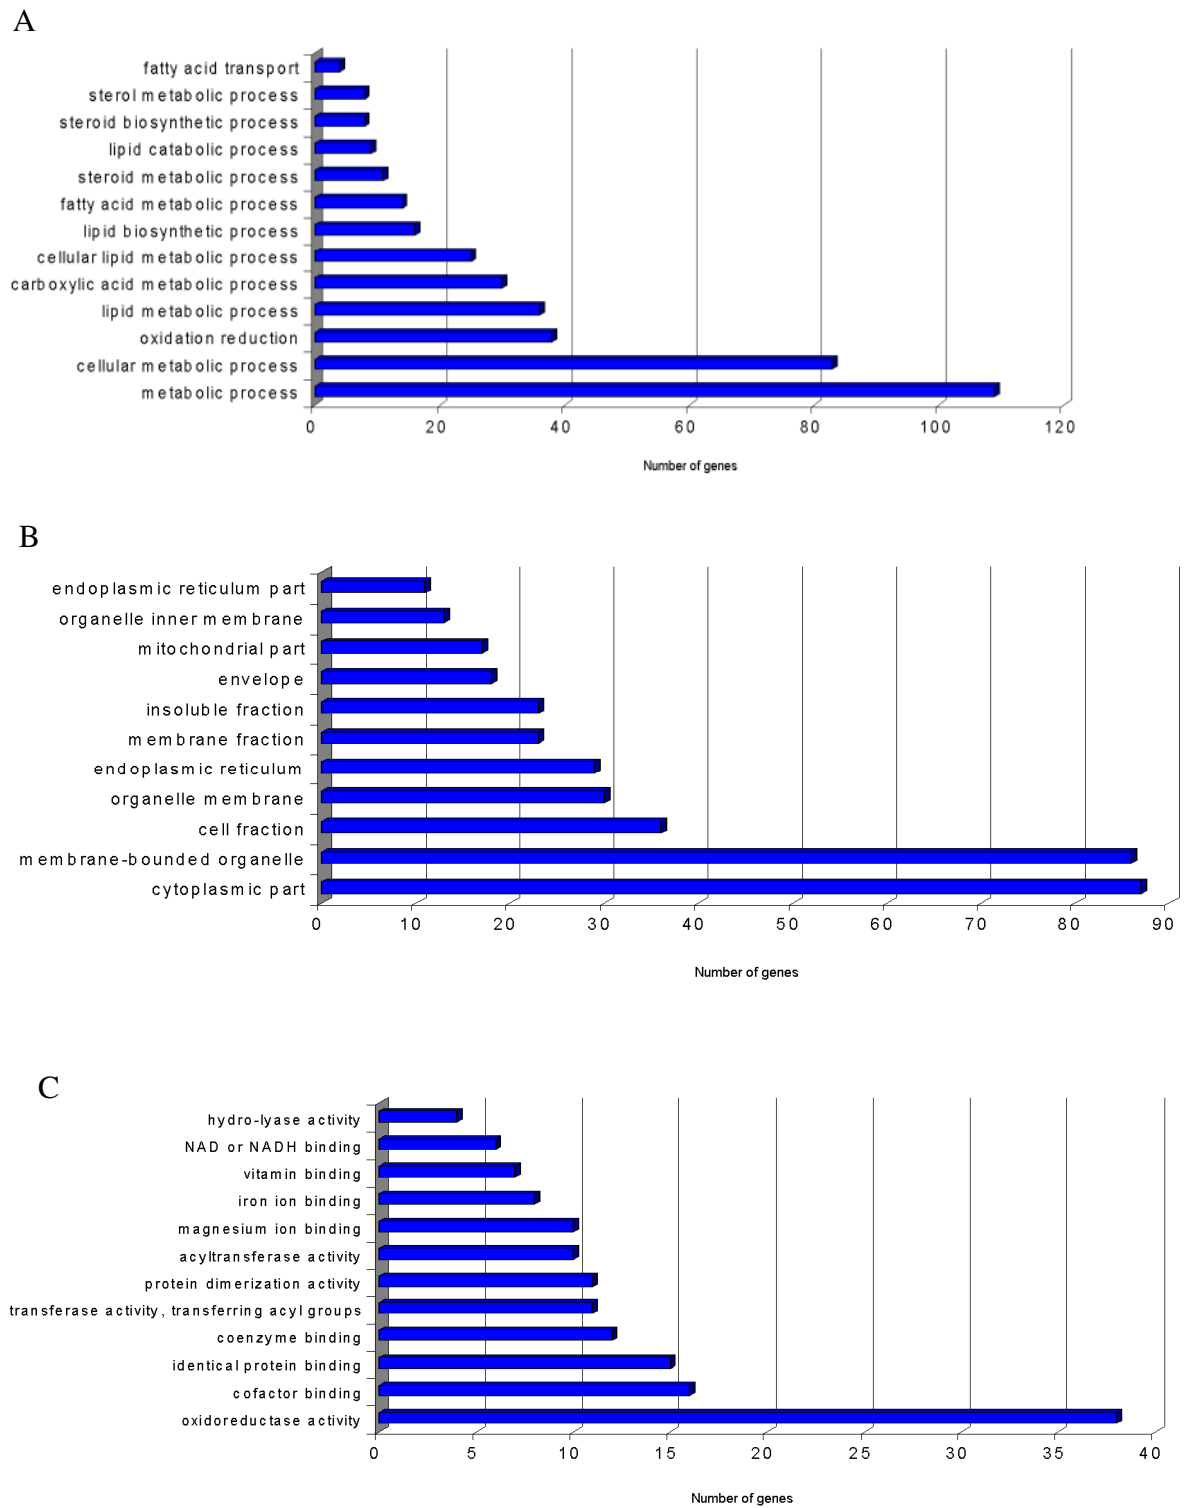 A
fatty acid transport
sterol metabolic process
steroid biosynthetic process
lipid catabolic process
steroid metabolic process
fatty acid metabolic process
lipid biosynthetic process
cellular lipid metabolic process
carboxylic acid metabolic process
lipid metabolic process
oxidation reduction
cellular metabolic process
metabolic process
0 20 40 60 80 100 120
Number of genes
B
endoplasmic reticulum part
organelle inner membrane
mitochondrial part
envelope
insoluble fraction
membrane fraction
endoplasmic reticulum
organelle membrane
cell fraction
membrane-bounded organelle
cytoplasmic part
0 10 20 30 40 50 60 70 80 90
Number of genes
C
hydro-lyase activity
NAD or NADH binding
vitamin binding
iron ion binding
magnesium ion binding
acyltransferase activity
protein dimerization activity
transferase activity, transferring acyl groups
coenzyme binding
identical protein binding
cofactor binding
oxidoreductase activity
0 5 10 15 20 25 30 35 40
Number of genes